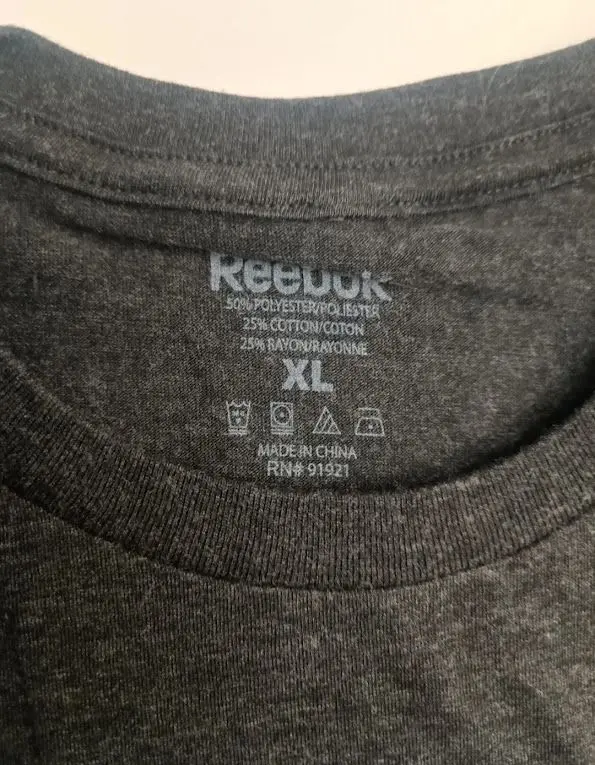 Reebok
50% POLYESTER/POLIESTER
25% COTTON/COTON
25% RAYON/RAYONNE
XL
MADE IN CHINA
RN# 91921